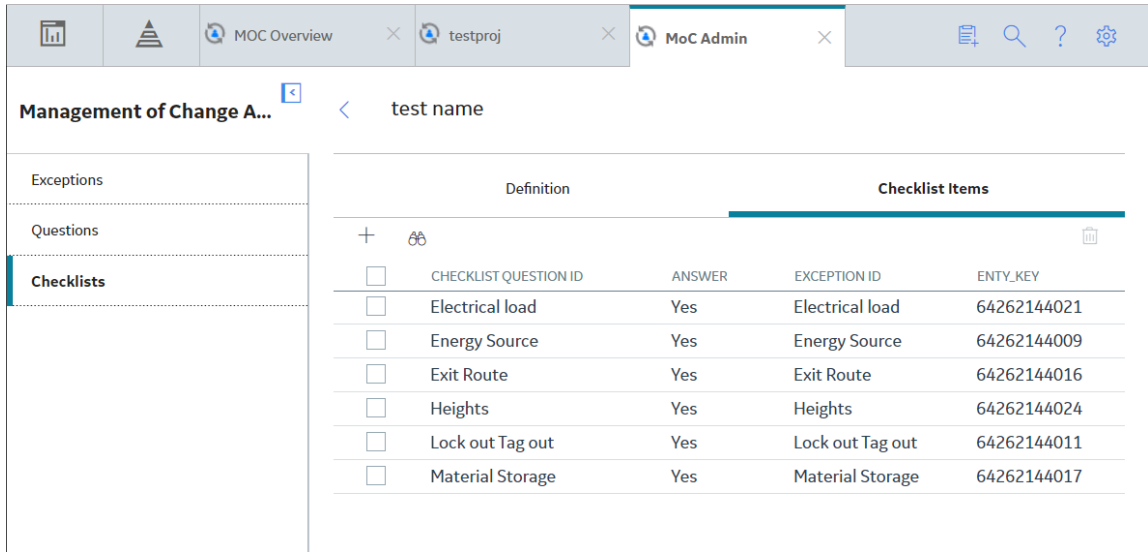 MOC Overview
testproj
MoC Admin
Management of Change A...
test name
Exceptions
Questions
Checklists
Definition
Checklist Items
CHECKLIST QUESTION ID ANSWER EXCEPTION ID ENTY_KEY
Electrical load Yes Electrical load 64262144021
Energy Source Yes Energy Source 64262144009
Exit Route Yes Exit Route 64262144016
Heights Yes Heights 64262144024
Lock out Tag out Yes Lock out Tag out 64262144011
Material Storage Yes Material Storage 64262144017